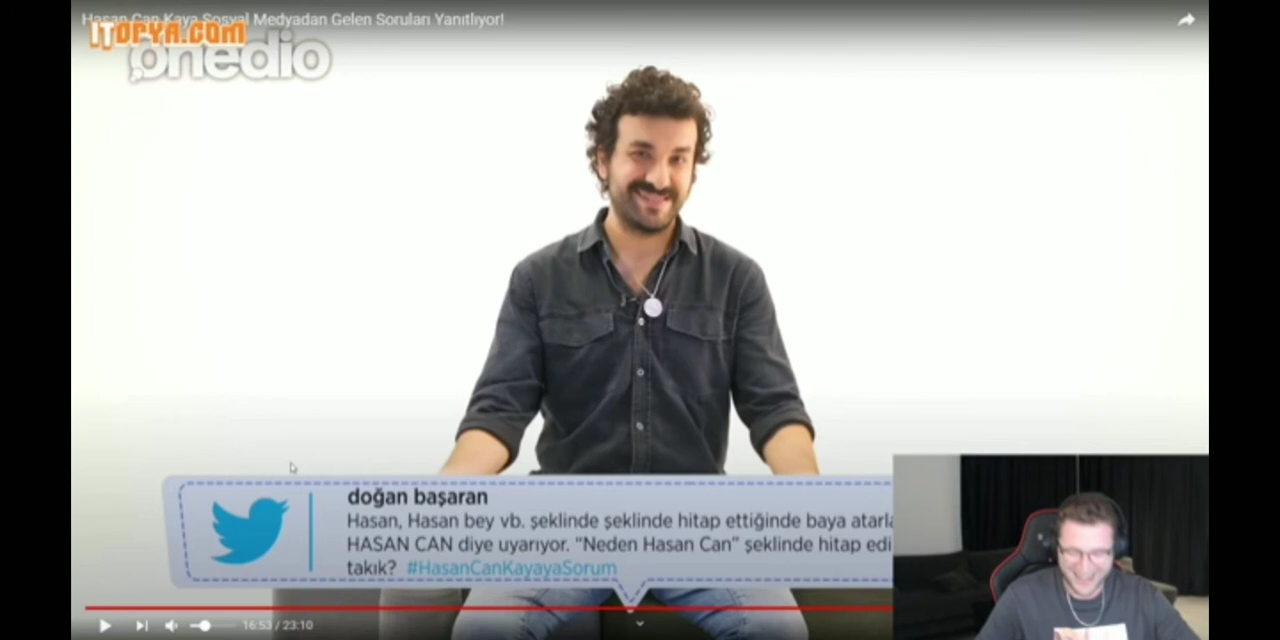 Hasan Can Kaya Sosyal Medyadan Gelen Soruları Yanıtlıyor!
ITOPYA.COM
onedio
doğan başaran
Hasan, Hasan bey vb. şeklinde şeklinde hitap ettiğinde baya atarla
HASAN CAN diye uyarıyor. "Neden Hasan Can" şeklinde hitap edi
takık? #HasanCanKayayaSorum
16:53 / 23:10